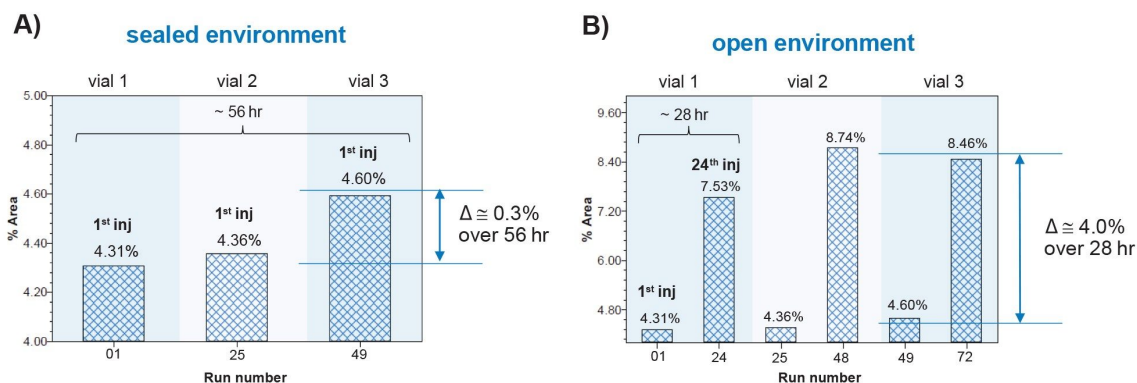 A)
sealed environment
vial 1 vial 2 vial 3
5.00
4.80
4.60
4.40
4.20
4.00
% Area
~ 56 hr
1st inj
4.31%
1st inj
4.36%
1st inj
4.60%
Δ ≅ 0.3%
over 56 hr
01 25 49
Run number
B)
open environment
vial 1 vial 2 vial 3
9.60
8.40
7.20
6.00
4.80
% Area
~ 28 hr
1st inj
4.31%
24th inj
7.53%
4.36%
8.74%
4.60%
8.46%
Δ ≅ 4.0%
over 28 hr
01 24 25 48 49 72
Run number